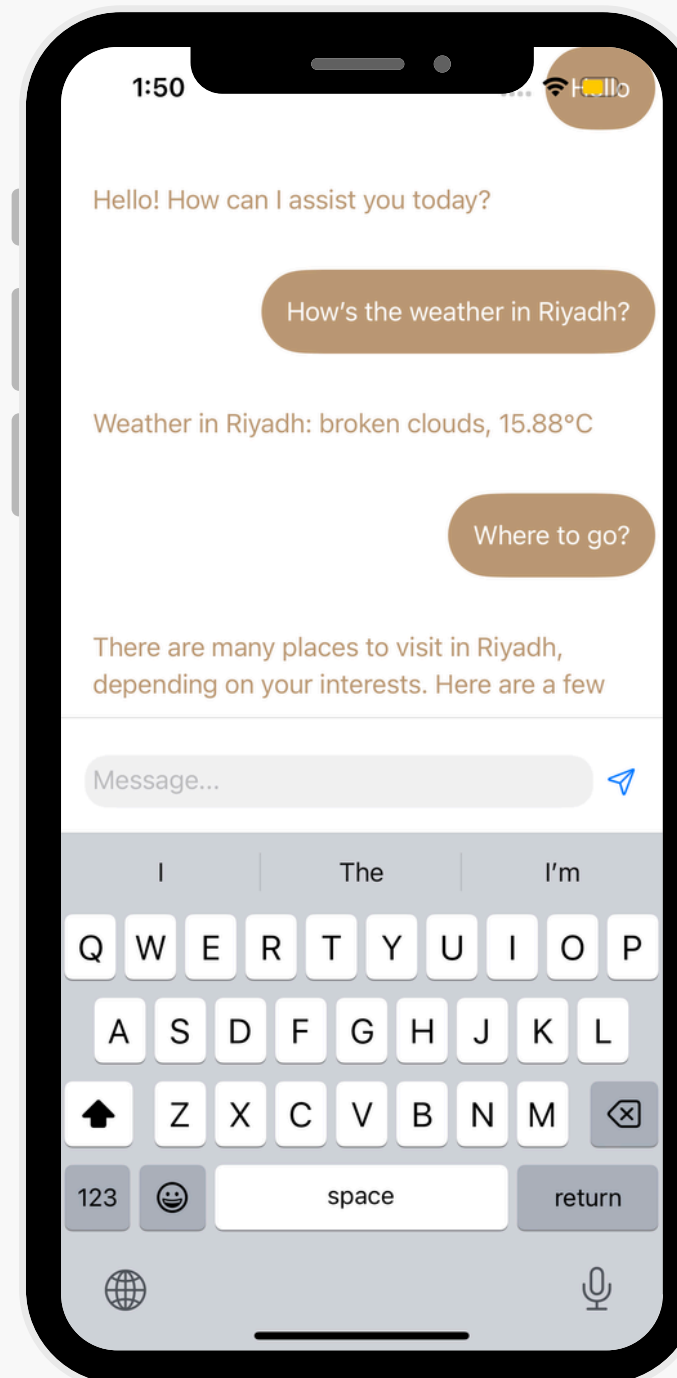 1:50
Hello
Hello! How can I assist you today?
How’s the weather in Riyadh?
Weather in Riyadh: broken clouds, 15.88°C
Where to go?
There are many places to visit in Riyadh,
depending on your interests. Here are a few
Message...
I The I’m
Q W E R T Y U I O P
A S D F G H J K L
Z X C V B N M
123 space return